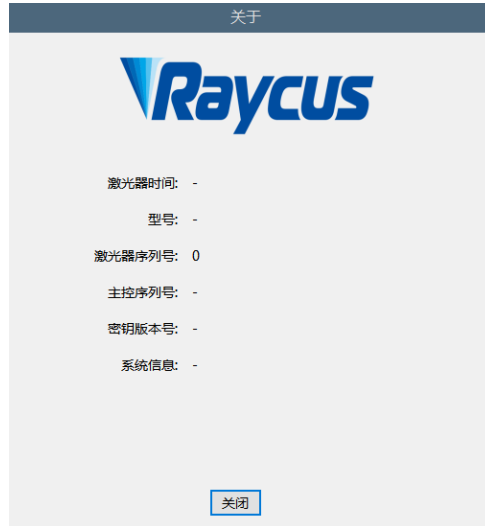 关于
Raycus
激光器时间: -
型号: -
激光器序列号: 0
主控序列号: -
密钥版本号: -
系统信息: -
关闭